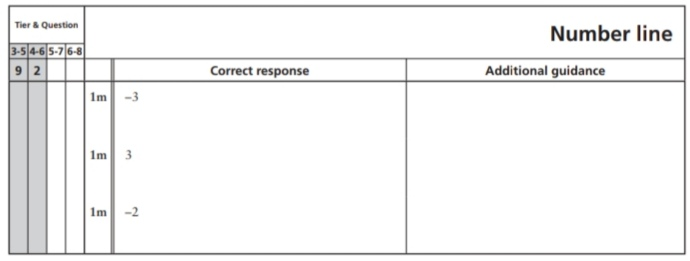 Tier & Question
Number line
3-5 4-6 5-7 6-8
9 2 Correct response Additional guidance
1m –3
1m 3
1m –2